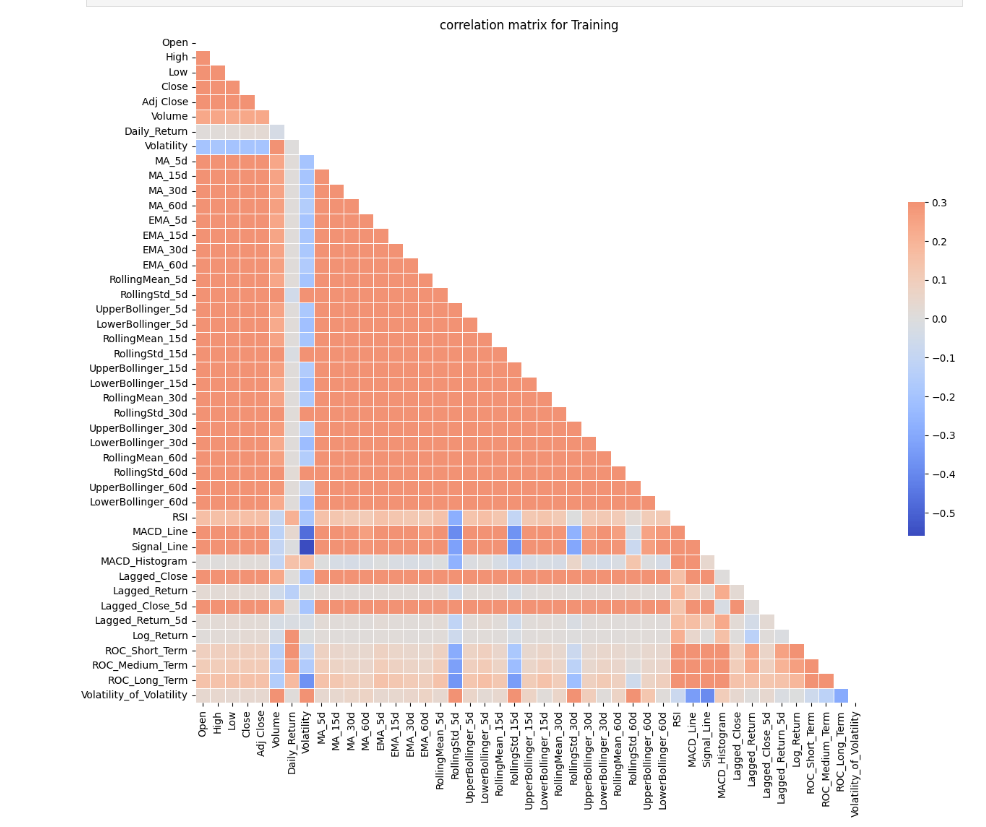 correlation matrix for Training
Open
High
Low
Close
Adj Close
Volume
Daily_Return
Volatility
MA_5d
MA_15d
MA_30d
MA_60d
EMA_5d
EMA_15d
EMA_30d
EMA_60d
RollingMean_5d
RollingStd_5d
UpperBollinger_5d
LowerBollinger_5d
RollingMean_15d
RollingStd_15d
UpperBollinger_15d
LowerBollinger_15d
RollingMean_30d
RollingStd_30d
UpperBollinger_30d
LowerBollinger_30d
RollingMean_60d
RollingStd_60d
UpperBollinger_60d
LowerBollinger_60d
RSI
MACD_Line
Signal_Line
MACD_Histogram
Lagged_Close
Lagged_Return
Lagged_Close_5d
Lagged_Return_5d
Log_Return
ROC_Short_Term
ROC_Medium_Term
ROC_Long_Term
Volatility_of_Volatility
Open
High
Low
Close
Adj Close
Volume
Daily_Return
Volatility
MA_5d
MA_15d
MA_30d
MA_60d
EMA_5d
EMA_15d
EMA_30d
EMA_60d
RollingMean_5d
RollingStd_5d
UpperBollinger_5d
LowerBollinger_5d
RollingMean_15d
RollingStd_15d
UpperBollinger_15d
LowerBollinger_15d
RollingMean_30d
RollingStd_30d
UpperBollinger_30d
LowerBollinger_30d
RollingMean_60d
RollingStd_60d
UpperBollinger_60d
LowerBollinger_60d
RSI
MACD_Line
Signal_Line
MACD_Histogram
Lagged_Close
Lagged_Return
Lagged_Close_5d
Lagged_Return_5d
Log_Return
ROC_Short_Term
ROC_Medium_Term
ROC_Long_Term
Volatility_of_Volatility
0.3
0.2
0.1
0.0
−0.1
−0.2
−0.3
−0.4
−0.5